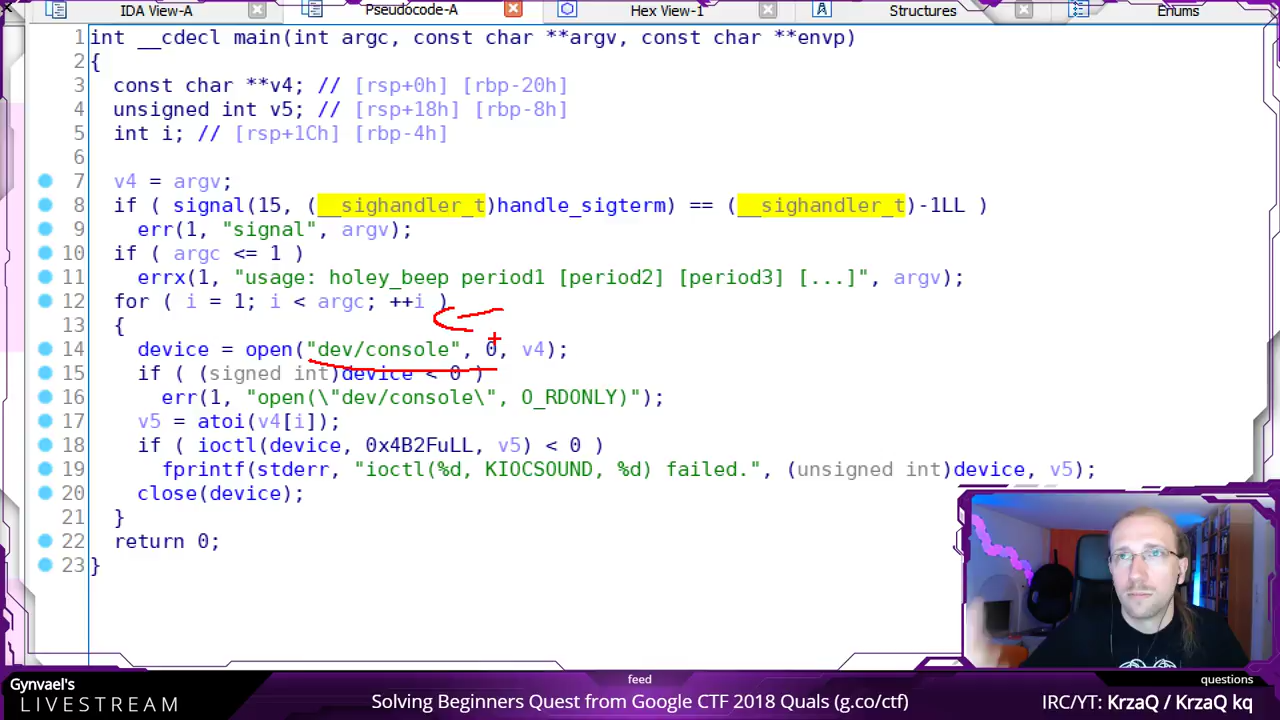 IDA View-A Pseudocode-A Hex View-1 Structures Enums
1 int __cdecl main(int argc, const char **argv, const char **envp)
2 {
3 const char **v4; // [rsp+0h] [rbp-20h]
4 unsigned int v5; // [rsp+18h] [rbp-8h]
5 int i; // [rsp+1Ch] [rbp-4h]
6
7 v4 = argv;
8 if ( signal(15, (__sighandler_t)handle_sigterm) == (__sighandler_t)-1LL )
9 err(1, "signal", argv);
10 if ( argc <= 1 )
11 errx(1, "usage: holey_beep period1 [period2] [period3] [...]", argv);
12 for ( i = 1; i < argc; ++i )
13 {
14 device = open("dev/console", 0, v4);
15 if ( (signed int)device < 0 )
16 err(1, "open(\"dev/console\", O_RDONLY)");
17 v5 = atoi(v4[i]);
18 if ( ioctl(device, 0x4B2FuLL, v5) < 0 )
19 fprintf(stderr, "ioctl(%d, KIOCSOUND, %d) failed.", (unsigned int)device, v5);
20 close(device);
21 }
22 return 0;
23 }
Gynvael's
LIVESTREAM
feed
Solving Beginners Quest from Google CTF 2018 Quals (g.co/ctf)
questions
IRC/YT: KrzaQ / KrzaQ kq